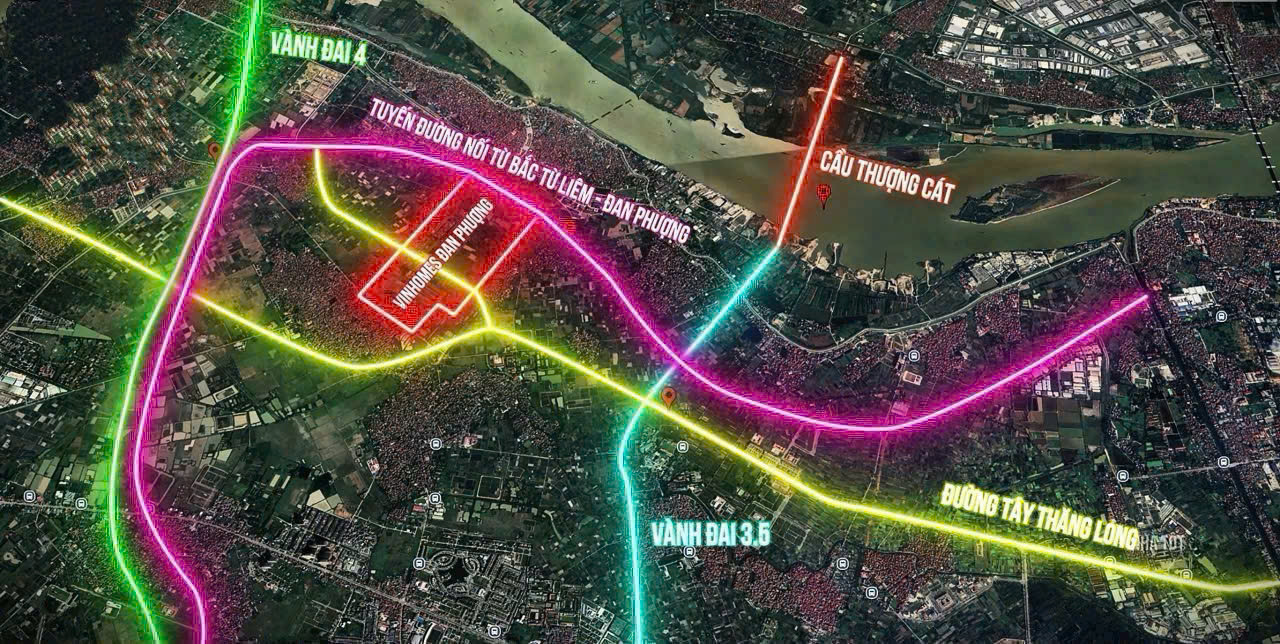 VÀNH ĐAI 4
TUYẾN ĐƯỜNG NỐI TỪ BẮC TỪ LIÊM - ĐAN PHƯỢNG
CẦU THƯỢNG CÁT
VINHOMES ĐAN PHƯỢNG
ĐƯỜNG TÂY THĂNG LONG
VÀNH ĐAI 3,5